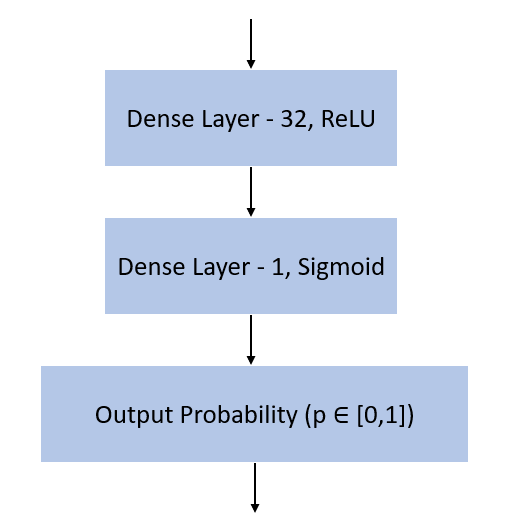 Dense Layer - 32, ReLU
Dense Layer - 1, Sigmoid
Output Probability (p ∈ [0,1])